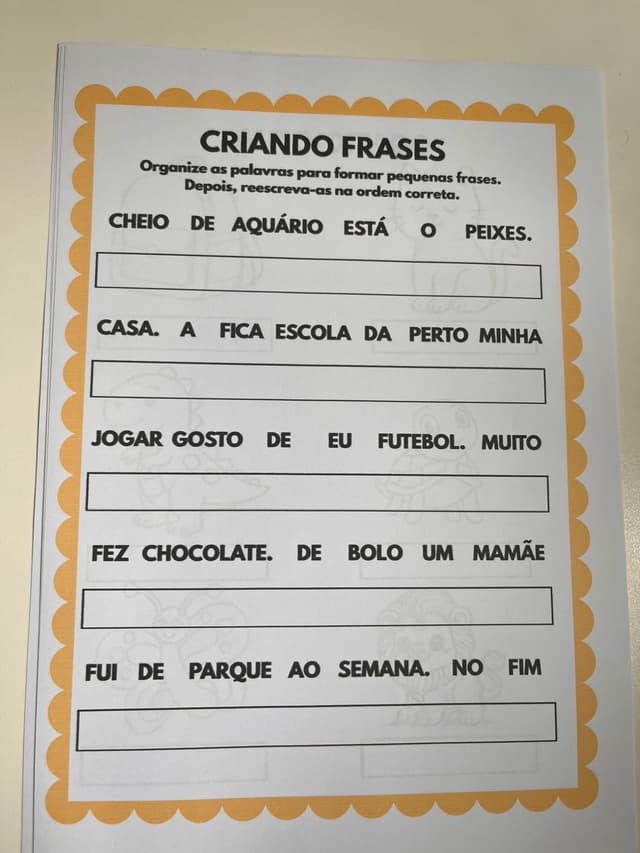 CRIANDO FRASES
Organize as palavras para formar pequenas frases.
Depois, reescreva-as na ordem correta.
CHEIO DE AQUÁRIO ESTÁ O PEIXES.
CASA. A FICA ESCOLA DA PERTO MINHA
JOGAR GOSTO DE EU FUTEBOL. MUITO
FEZ CHOCOLATE. DE BOLO UM MAMÃE
FUI DE PARQUE AO SEMANA. NO FIM